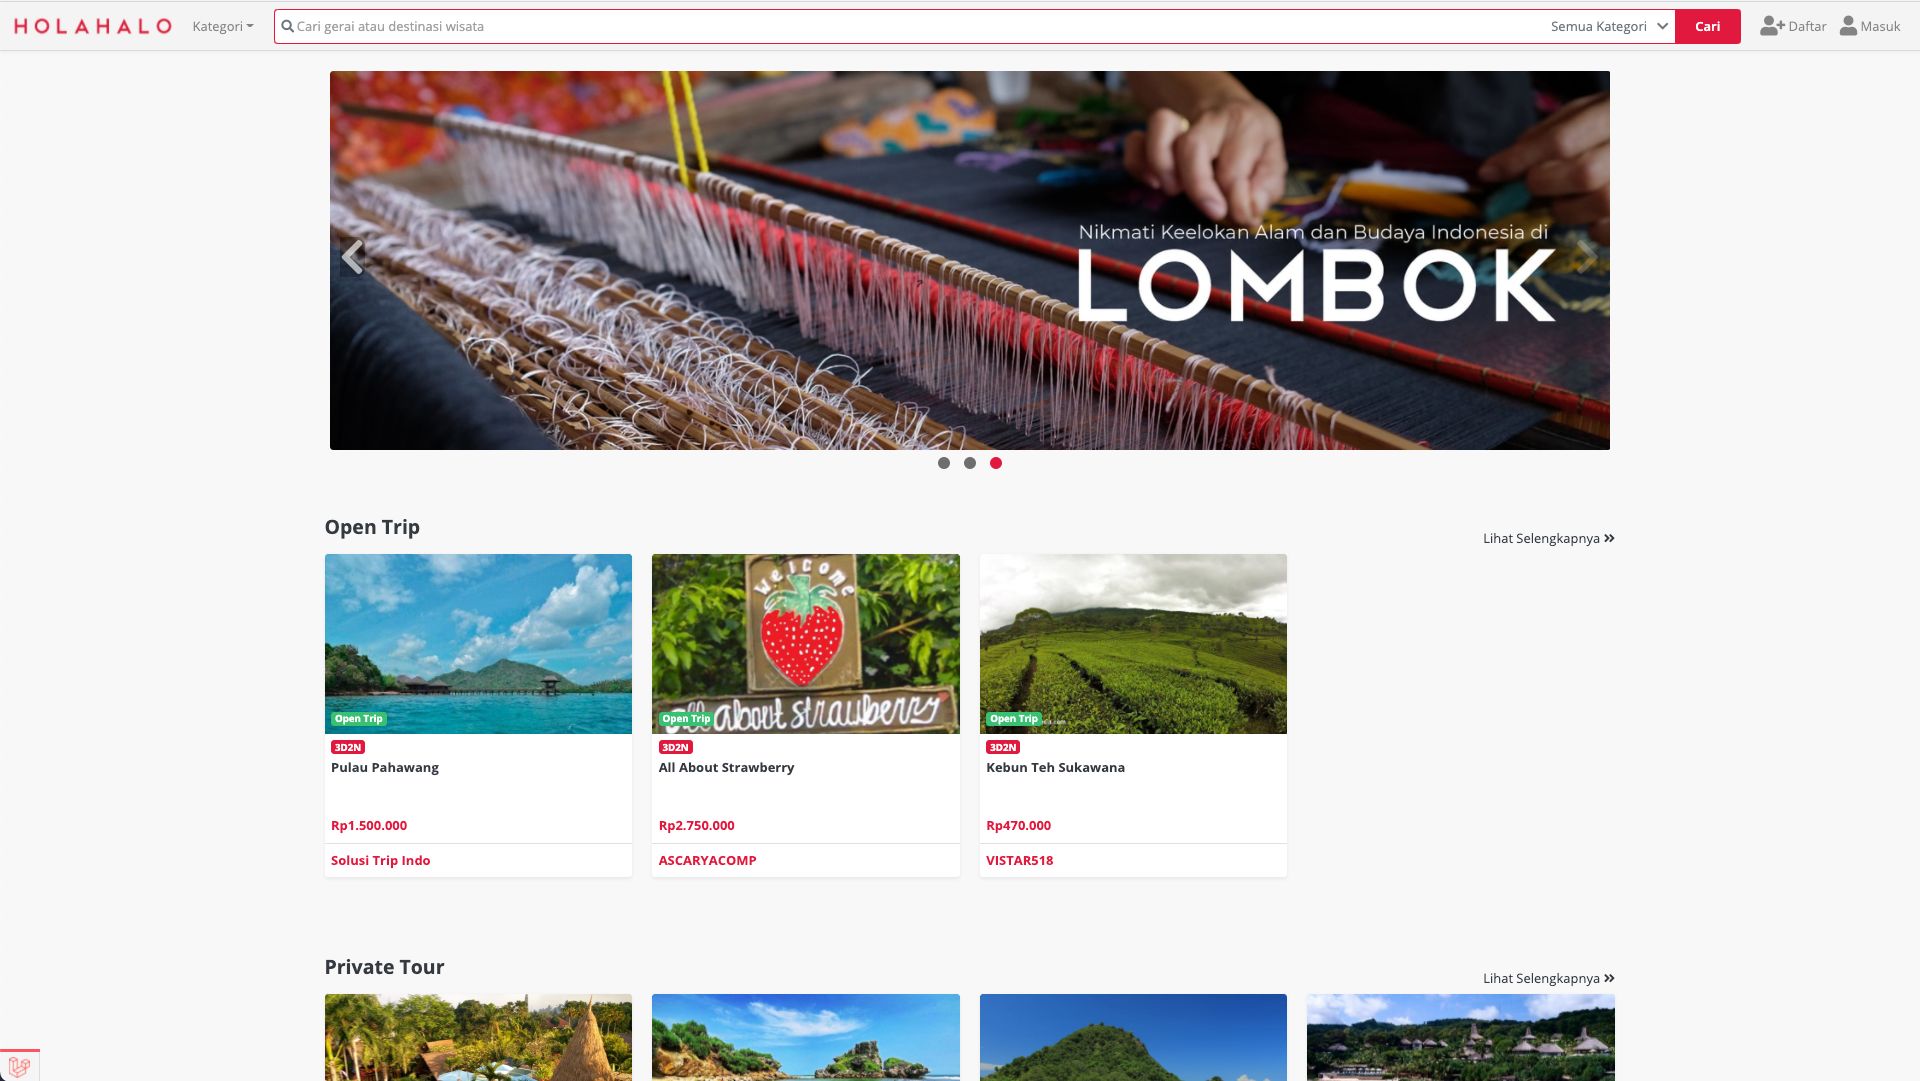 HOLAHALO Kategori Cari gerai atau destinasi wisata Semua Kategori Cari Daftar Masuk
Nikmati Keelokan Alam dan Budaya Indonesia di
LOMBOK
Open Trip
Lihat Selengkapnya »
Welcome
All about strawberry
Open Trip Open Trip Open Trip
3D2N 3D2N 3D2N
Pulau Pahawang All About Strawberry Kebun Teh Sukawana
Rp1.500.000 Rp2.750.000 Rp470.000
Solusi Trip Indo ASCARYACOMP VISTAR518
Private Tour
Lihat Selengkapnya »